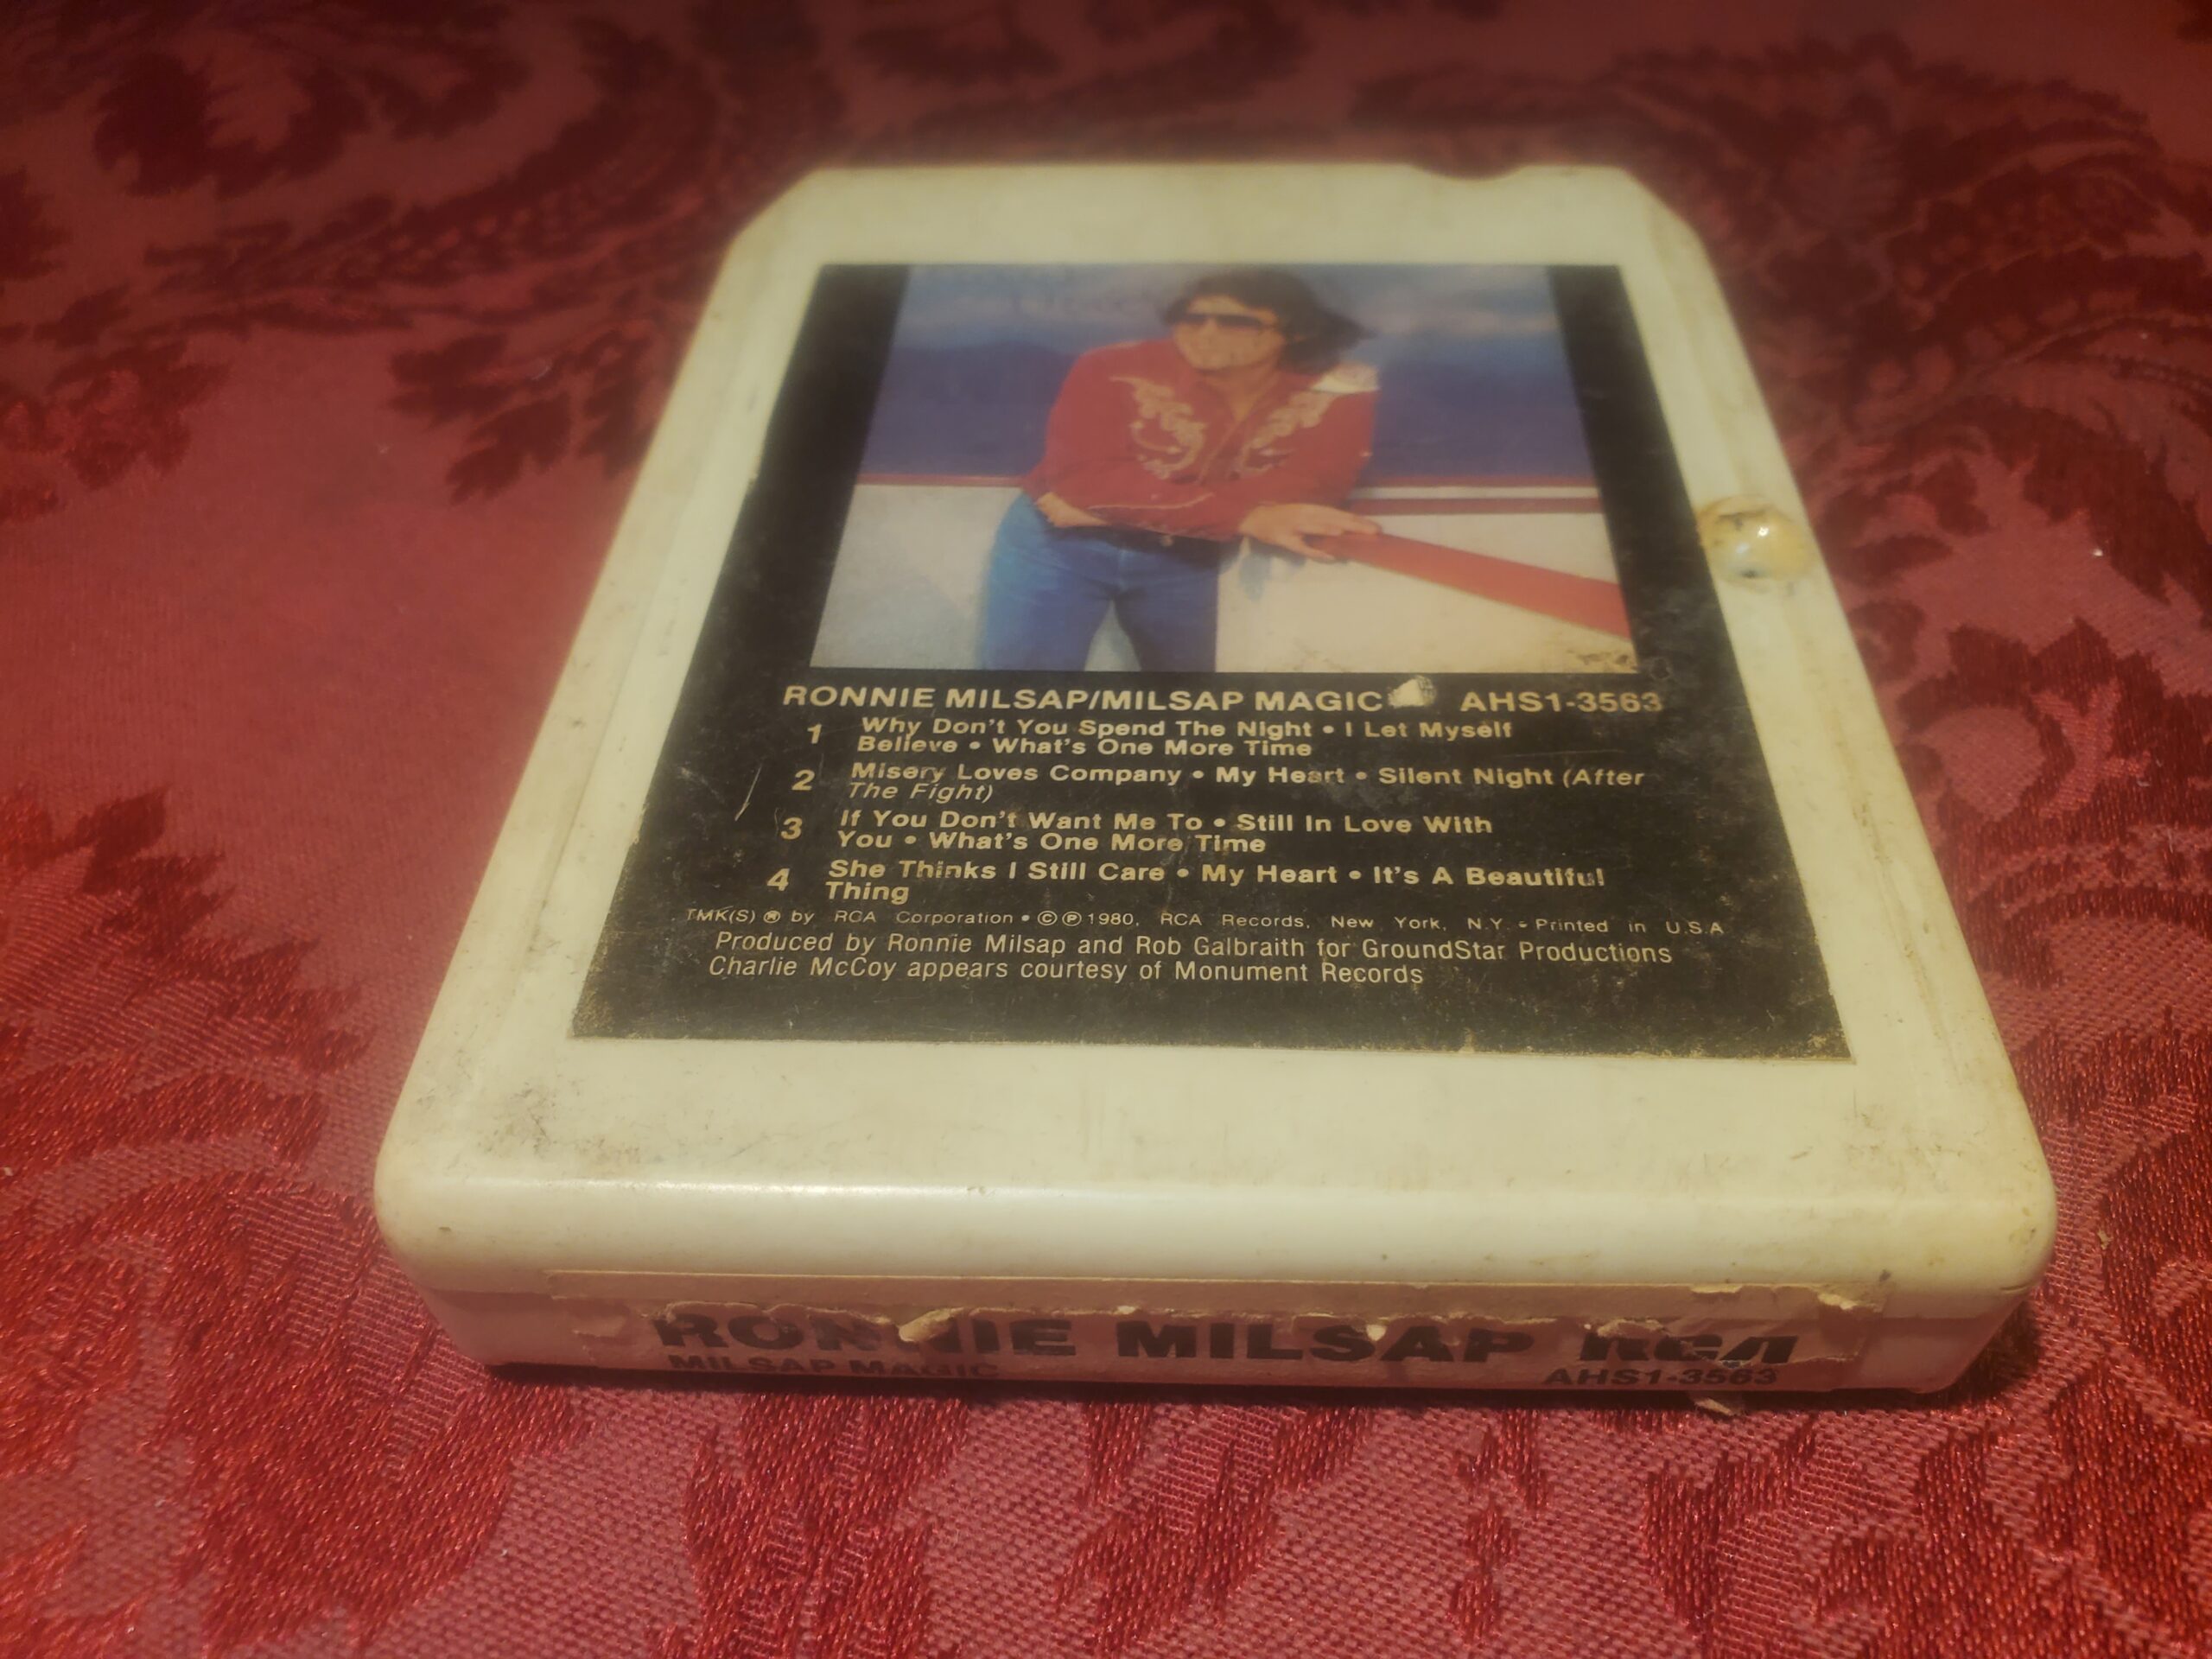 RONNIE MILSAP/MILSAP MAGIC AHS1-3563
1 Why Don't You Spend The Night • I Let Myself
Believe • What's One More Time
2 Misery Loves Company • My Heart • Silent Night (After
The Fight)
3 If You Don't Want Me To • Still In Love With
You • What's One More Time
4 She Thinks I Still Care • My Heart • It's A Beautiful
Thing
TMK(S) ® by RCA Corporation • © ℗ 1980, RCA Records, New York, N.Y. • Printed in U.S.A
Produced by Ronnie Milsap and Rob Galbraith for GroundStar Productions
Charlie McCoy appears courtesy of Monument Records
RONNIE MILSAP RCA
MILSAP MAGIC AHS1-3563